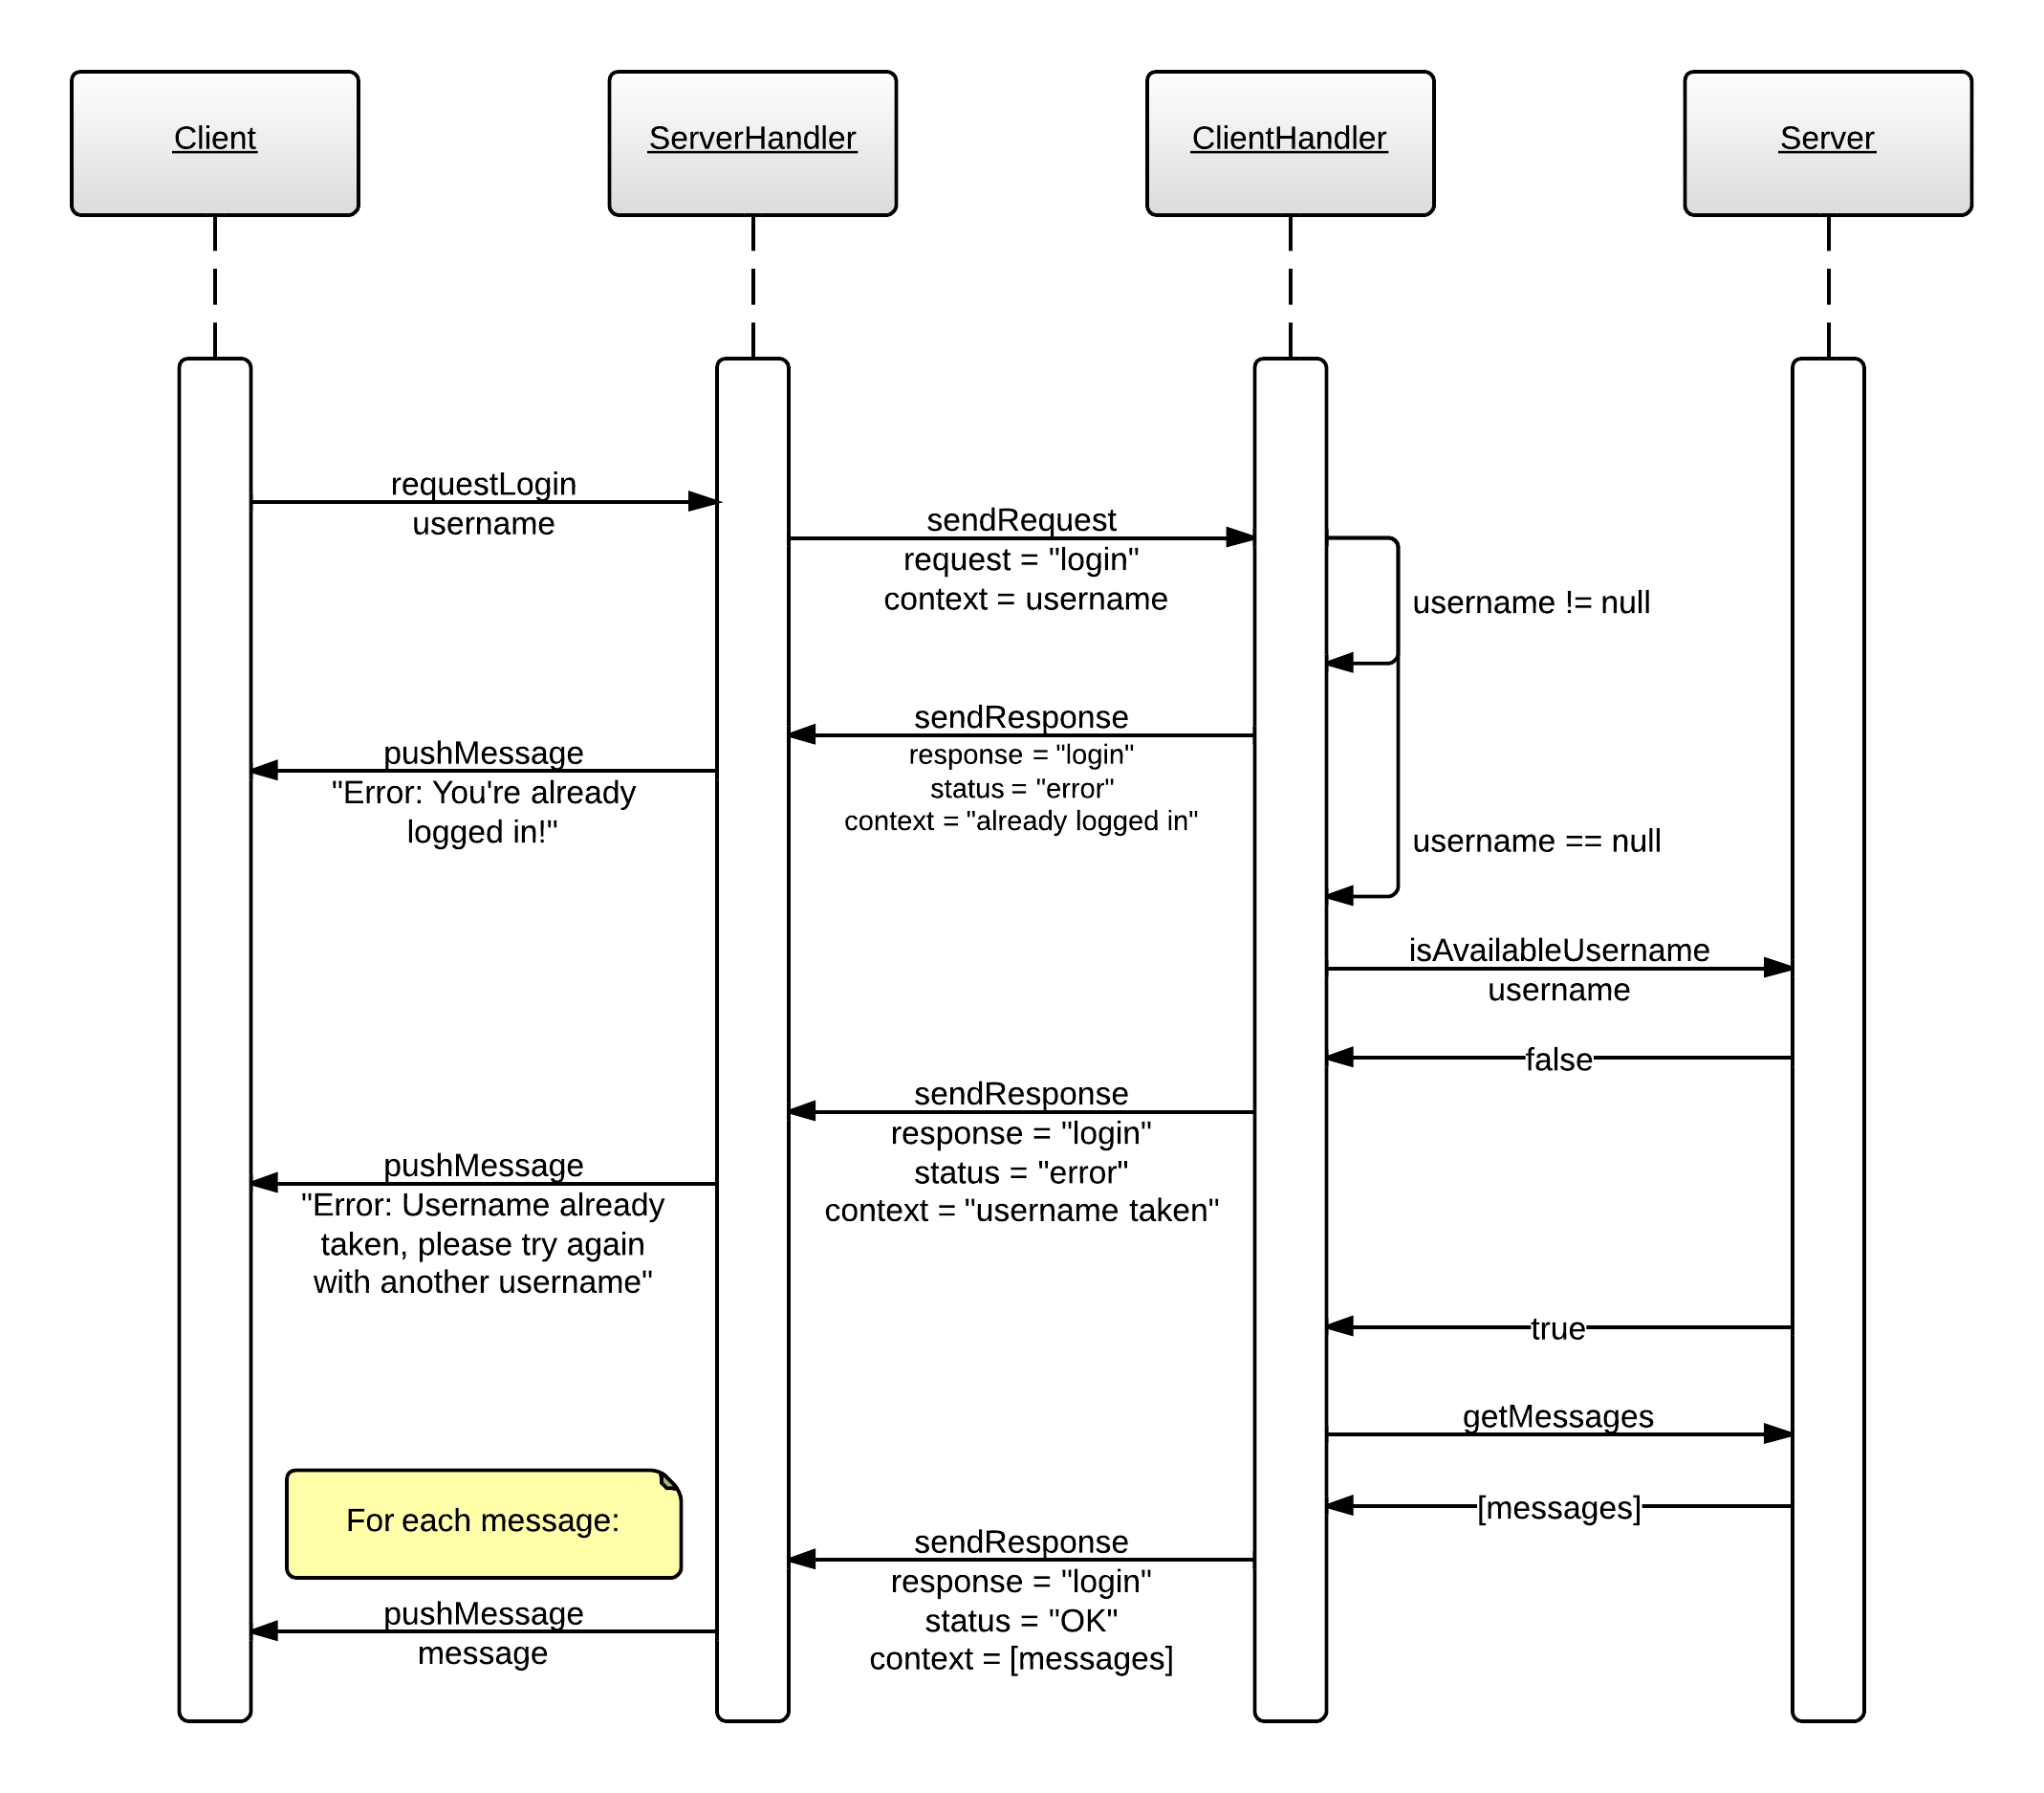 Client
ServerHandler
ClientHandler
Server
requestLogin
username
sendRequest
request = "login"
context = username
username != null
sendResponse
response = "login"
status = "error"
context = "already logged in"
pushMessage
"Error: You're already
logged in!"
username == null
isAvailableUsername
username
false
sendResponse
response = "login"
status = "error"
context = "username taken"
pushMessage
"Error: Username already
taken, please try again
with another username"
true
getMessages
[messages]
For each message:
sendResponse
response = "login"
status = "OK"
context = [messages]
pushMessage
message